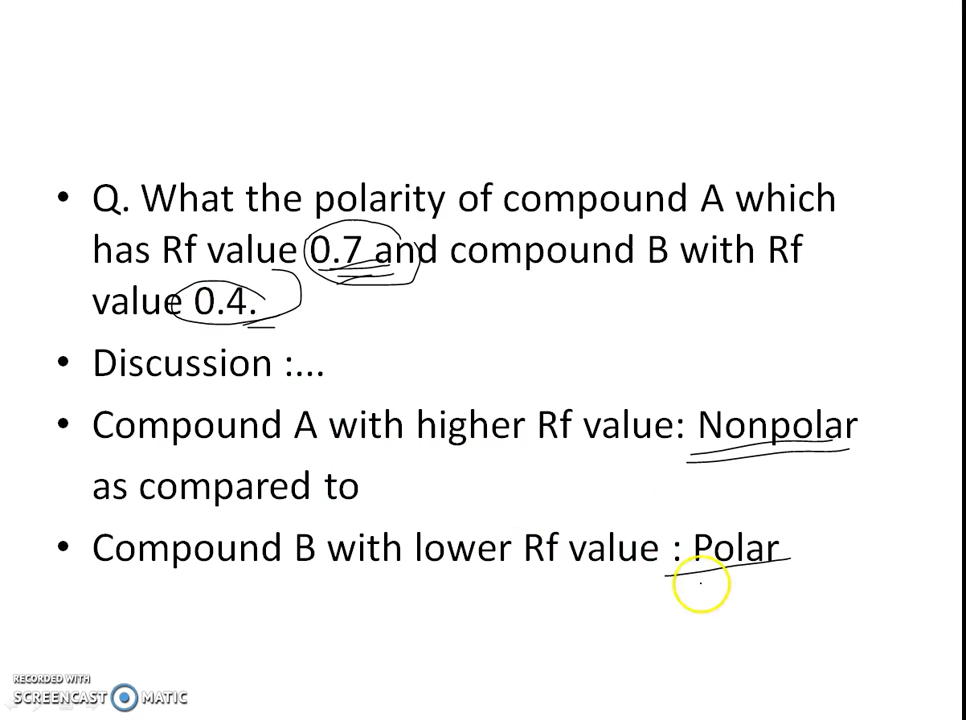 • Q. What the polarity of compound A which
has Rf value 0.7 and compound B with Rf
value 0.4.
• Discussion :...
• Compound A with higher Rf value: Nonpolar
as compared to
• Compound B with lower Rf value : Polar
RECORDED WITH
SCREENCAST MATIC